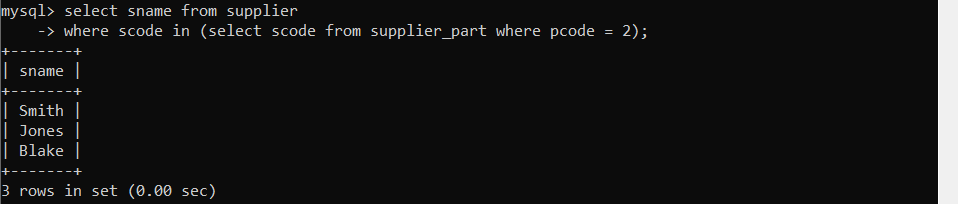 mysql> select sname from supplier
    -> where scode in (select scode from supplier_part where pcode = 2);
+-------+
| sname |
+-------+
| Smith |
| Jones |
| Blake |
+-------+
3 rows in set (0.00 sec)